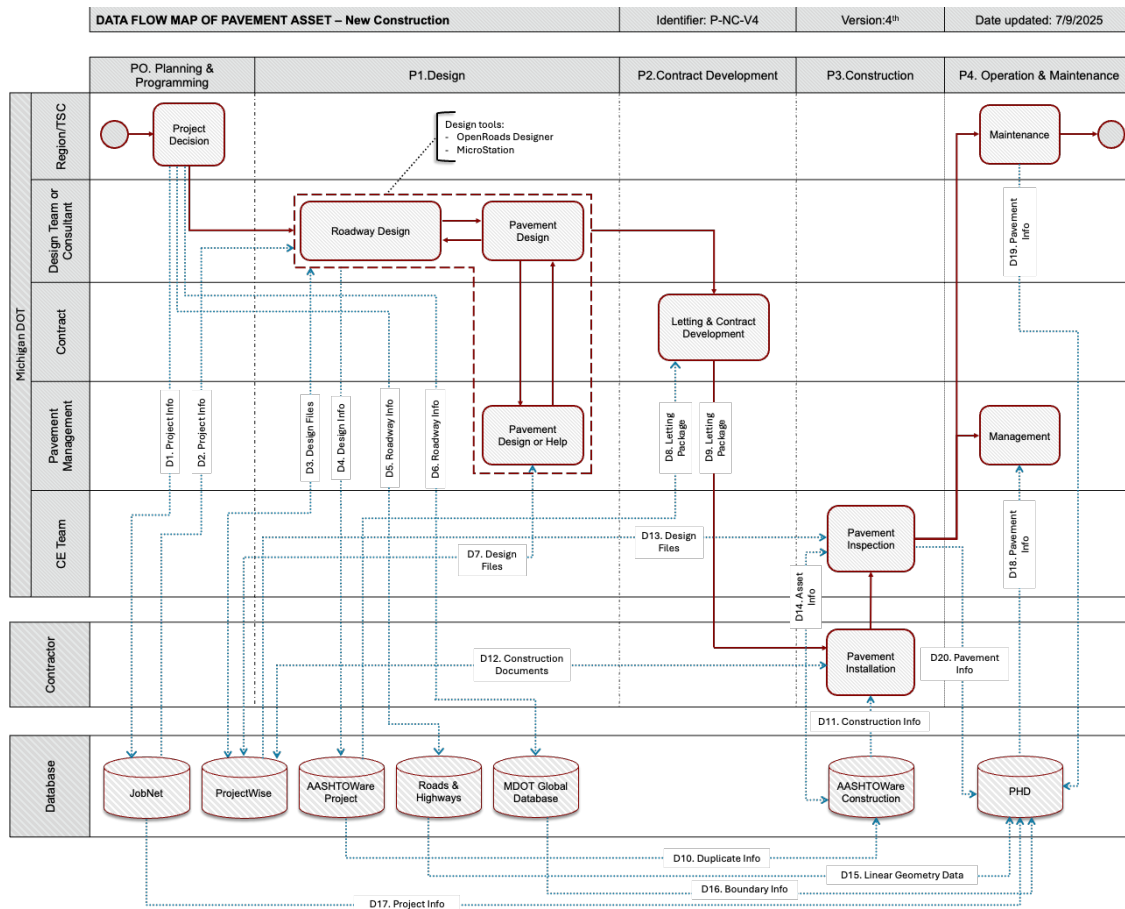 DATA FLOW MAP OF PAVEMENT ASSET – New Construction
Identifier: P-NC-V4
Version:4th
Date updated: 7/9/2025
PO. Planning &
Programming
P1.Design
P2.Contract Development
P3.Construction
P4. Operation & Maintenance
Michigan DOT
Region/TSC
Project
Decision
Design tools:
- OpenRoads Designer
- MicroStation
Maintenance
Design Team or
Consultant
Roadway Design
Pavement
Design
D19. Pavement
Info
Contract
Letting & Contract
Development
Pavement
Management
D1. Project Info
D2. Project Info
D3. Design Files
D4. Design Info
D5. Roadway Info
D6. Roadway Info
Pavement
Design or Help
D8. Letting
Package
D9. Letting
Package
Management
CE Team
D7. Design
Files
D13. Design
Files
Pavement
Inspection
D14. Asset
Info
D18. Pavement
Info
Contractor
D12. Construction
Documents
Pavement
Installation
D20. Pavement
Info
D11. Construction Info
Database
JobNet
ProjectWise
AASHTOWare
Project
Roads &
Highways
MDOT Global
Database
AASHTOWare
Construction
PHD
D10. Duplicate Info
D15. Linear Geometry Data
D16. Boundary Info
D17. Project Info